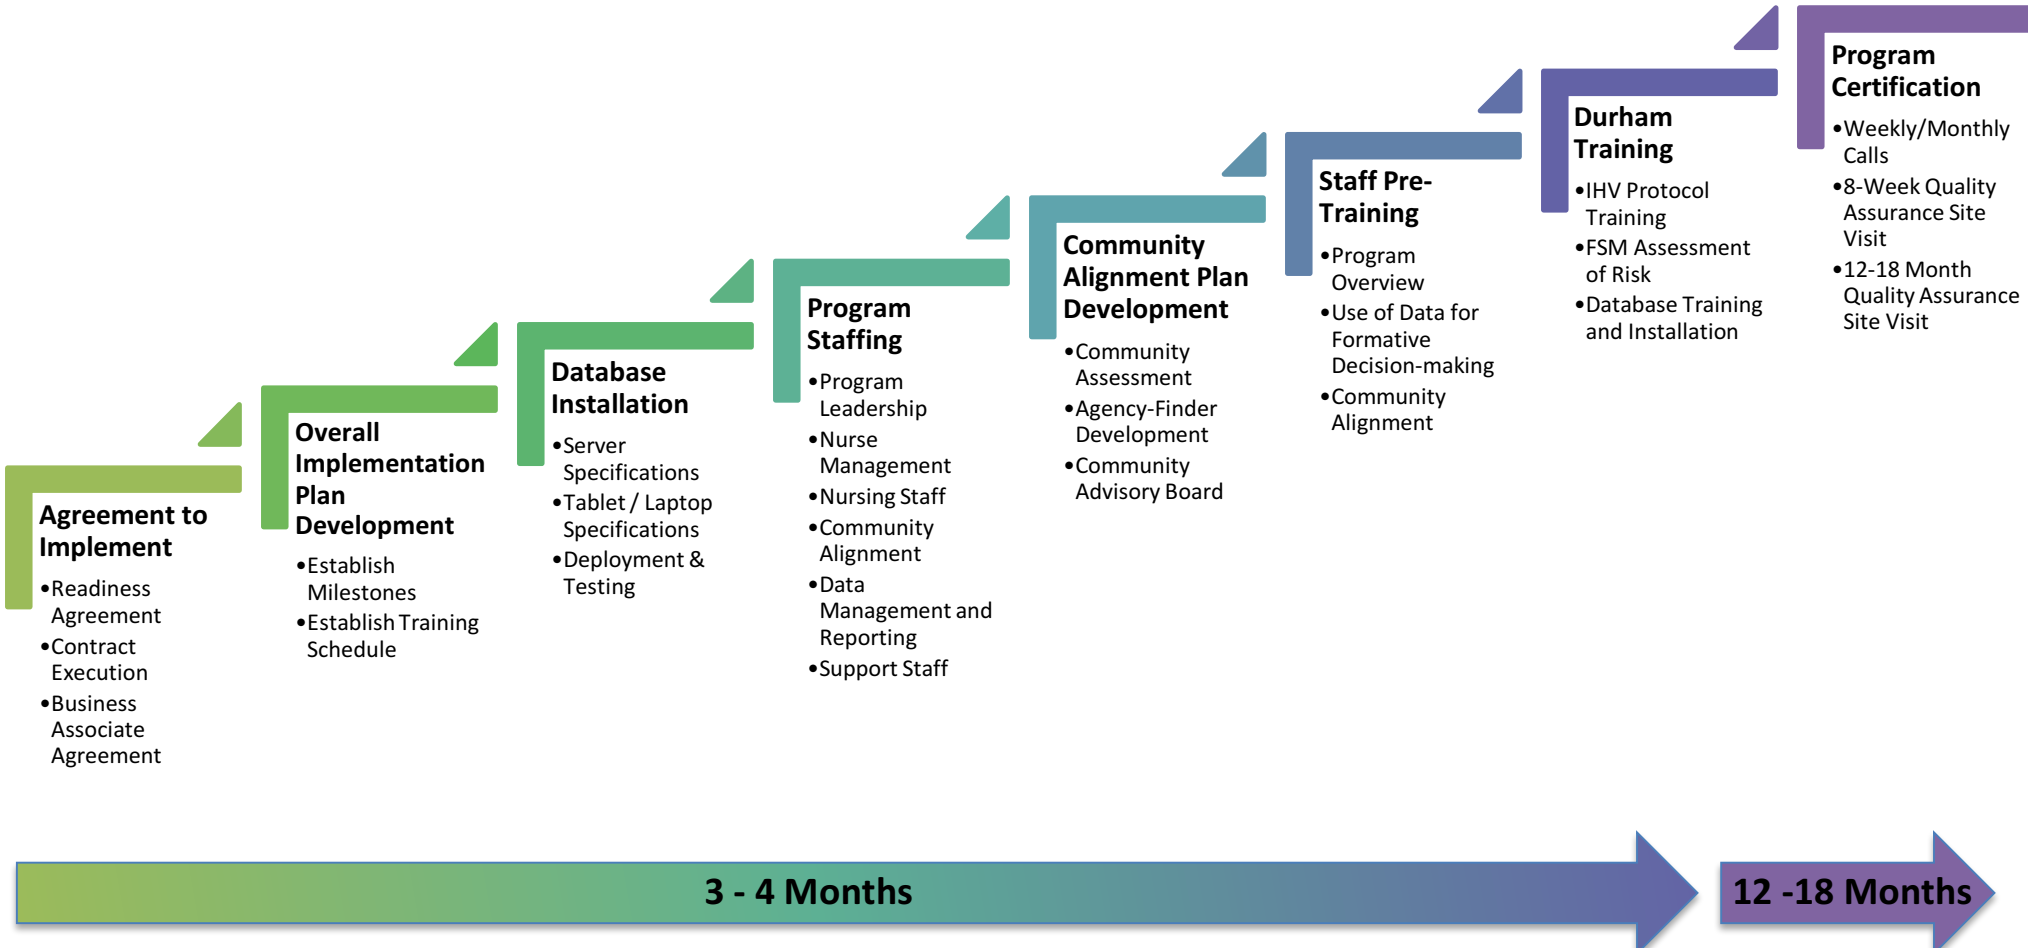 Agreement to
Implement
•Readiness
Agreement
•Contract
Execution
•Business
Associate
Agreement
Overall
Implementation
Plan
Development
•Establish
Milestones
•Establish Training
Schedule
Database
Installation
•Server
Specifications
•Tablet / Laptop
Specifications
•Deployment &
Testing
Program
Staffing
•Program
Leadership
•Nurse
Management
•Nursing Staff
•Community
Alignment
•Data
Management and
Reporting
•Support Staff
Community
Alignment Plan
Development
•Community
Assessment
•Agency-Finder
Development
•Community
Advisory Board
Staff Pre-
Training
•Program
Overview
•Use of Data for
Formative
Decision-making
•Community
Alignment
Durham
Training
•IHV Protocol
Training
•FSM Assessment
of Risk
•Database Training
and Installation
Program
Certification
•Weekly/Monthly
Calls
•8-Week Quality
Assurance Site
Visit
•12-18 Month
Quality Assurance
Site Visit
3 - 4 Months
12 -18 Months